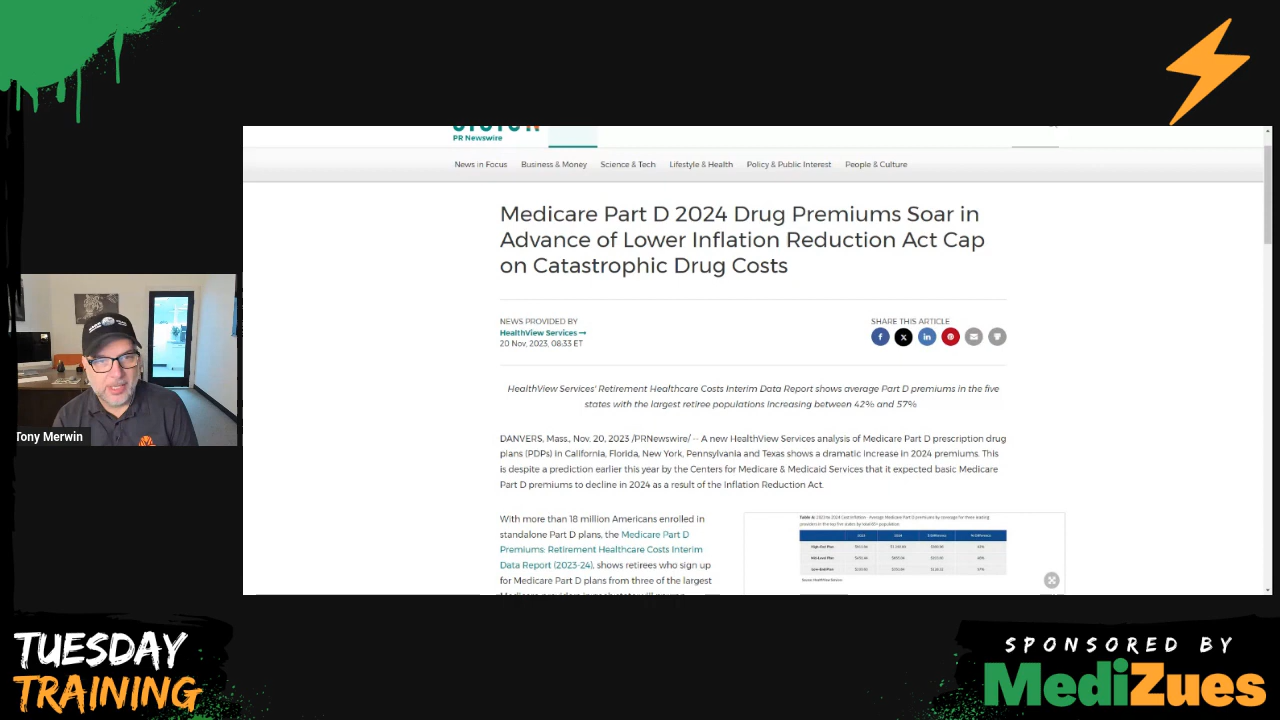 PR Newswire
News in Focus Business & Money Science & Tech Lifestyle & Health Policy & Public Interest People & Culture
Medicare Part D 2024 Drug Premiums Soar in
Advance of Lower Inflation Reduction Act Cap
on Catastrophic Drug Costs
NEWS PROVIDED BY
HealthView Services
20 Nov, 2023, 08:33 ET
SHARE THIS ARTICLE
HealthView Services' Retirement Healthcare Costs Interim Data Report shows average Part D premiums in the five
states with the largest retiree populations increasing between 42% and 57%
DANVERS, Mass., Nov. 20, 2023 /PRNewswire/ -- A new HealthView Services analysis of Medicare Part D prescription drug
plans (PDPs) in California, Florida, New York, Pennsylvania and Texas shows a dramatic increase in 2024 premiums. This
is despite a prediction earlier this year by the Centers for Medicare & Medicaid Services that it expected basic Medicare
Part D premiums to decline in 2024 as a result of the Inflation Reduction Act.
With more than 18 million Americans enrolled in
standalone Part D plans, the Medicare Part D
Premiums: Retirement Healthcare Costs Interim
Data Report (2023-24), shows retirees who sign up
for Medicare Part D plans from three of the largest
2023 2024
High-Cost Plan
Low-End Plan
Tony Merwin
TUESDAY
TRAINING
SPONSORED BY
MediZues